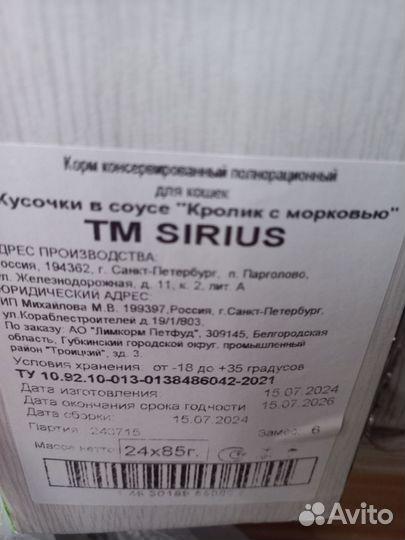 Корм консервированный полнорационный
для кошек
Кусочки в соусе "Кролик с морковью"
TM SIRIUS
АДРЕС ПРОИЗВОДСТВА:
Россия, 194362, г. Санкт-Петербург, п. Парголово,
ул. Железнодорожная, д. 11, к. 2, лит. А
ЮРИДИЧЕСКИЙ АДРЕС:
ИП Михайлова М.В. 199397,Россия, г.Санкт-Петербург,
ул.Кораблестроителей д.19/1/803.
По заказу: АО "Лимкорм Петфуд", 309145, Белгородская
область, Губкинский городской округ, промышленный
район "Троицкий", зд. 3.
Условия хранения от -18 до +35 градусов
ТУ 10.92.10-013-0138486042-2021
Дата изготовления 15.07.2024
Дата окончания срока годности 15.07.2026
Дата сборки: 15.07.2024
Партия 240715 Замес 6
Масса нетто 24х85г.
Avito